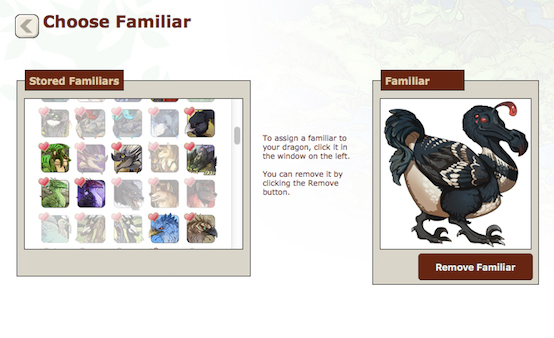 Choose Familiar
Stored Familiars
To assign a familiar to
your dragon, click it in
the window on the left.
You can remove it by
clicking the Remove
button.
Familiar
Remove Familiar